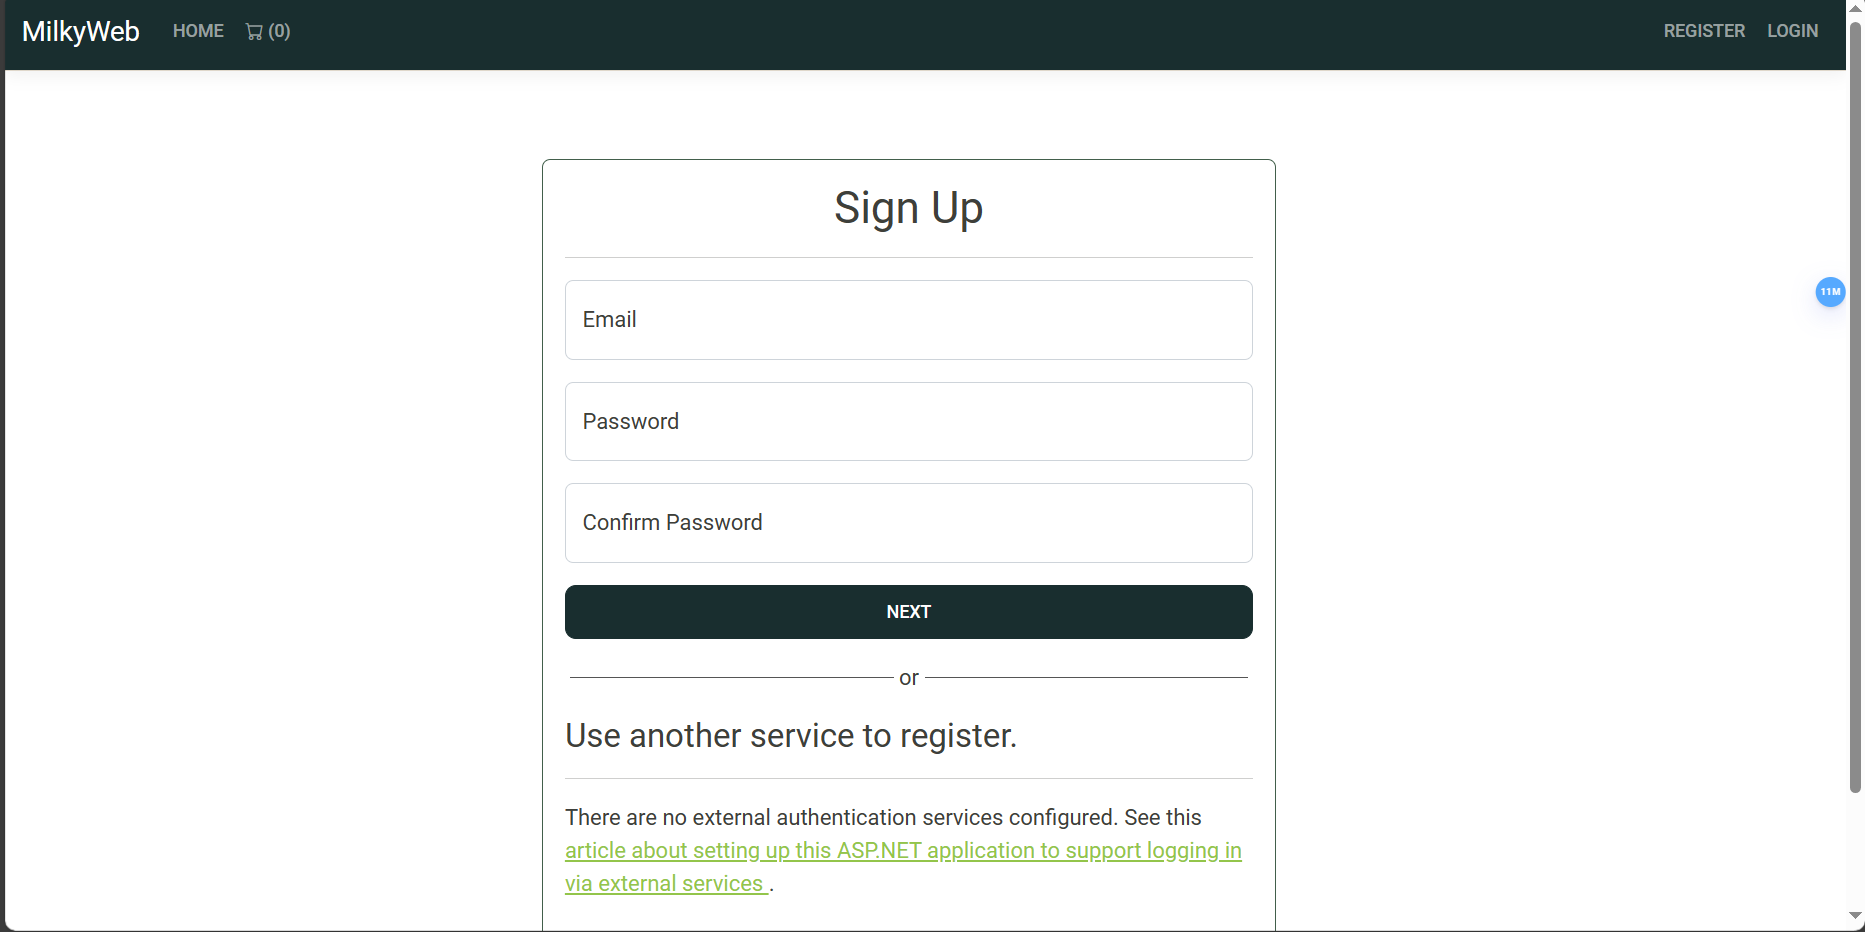 MilkyWeb HOME (0) REGISTER LOGIN
Sign Up
Email
11M
Password
Confirm Password
NEXT
or
Use another service to register.
There are no external authentication services configured. See this
article about setting up this ASP.NET application to support logging in
via external services .